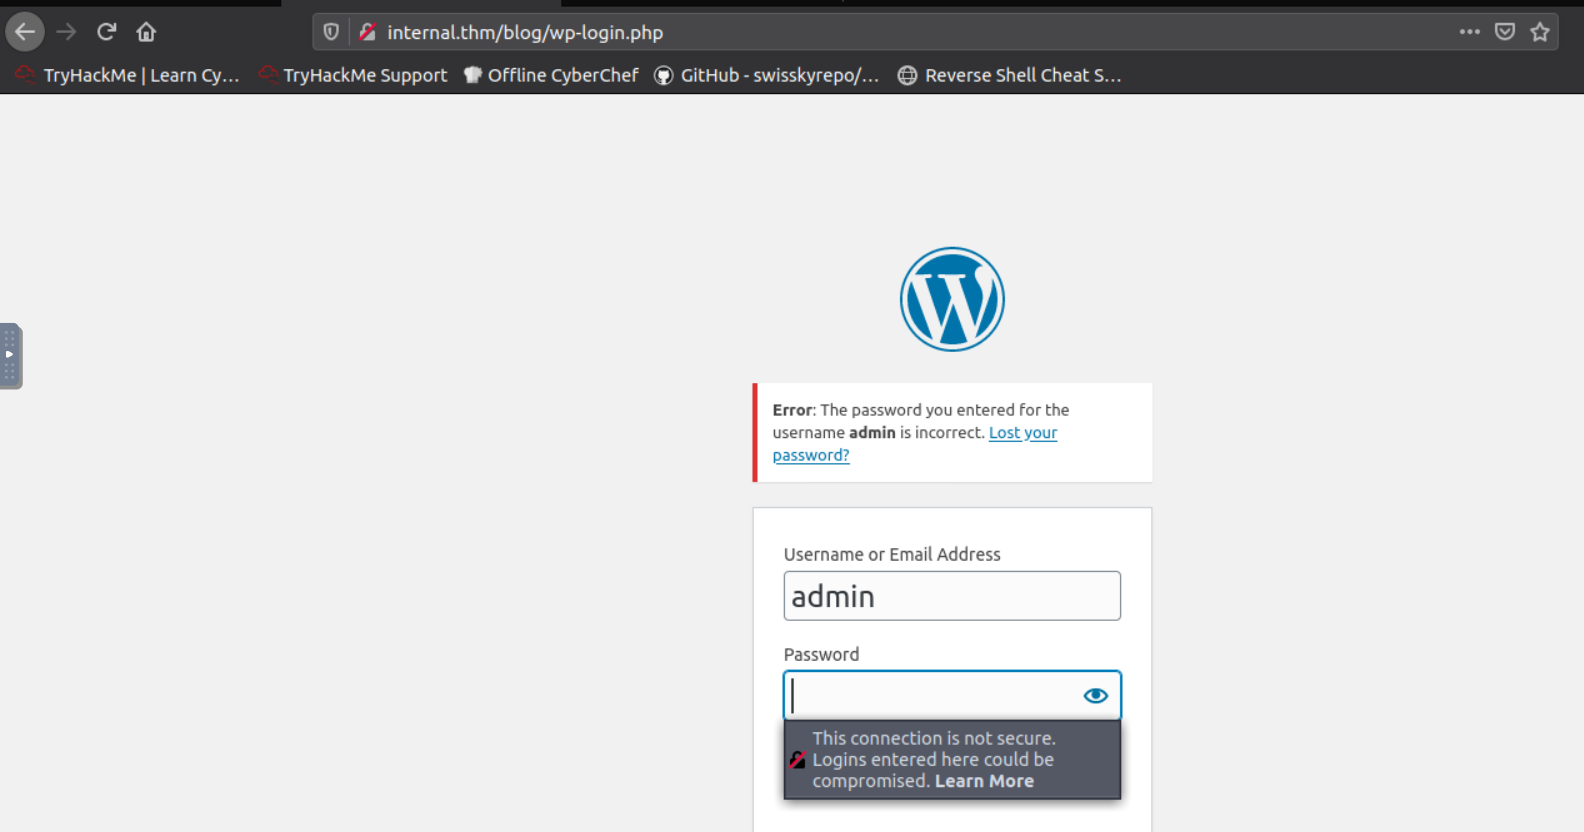 internal.thm/blog/wp-login.php
TryHackMe | Learn Cy... TryHackMe Support Offline CyberChef GitHub - swisskyrepo/... Reverse Shell Cheat S...
Error: The password you entered for the
username admin is incorrect. Lost your
password?
Username or Email Address
admin
Password
This connection is not secure.
Logins entered here could be
compromised. Learn More